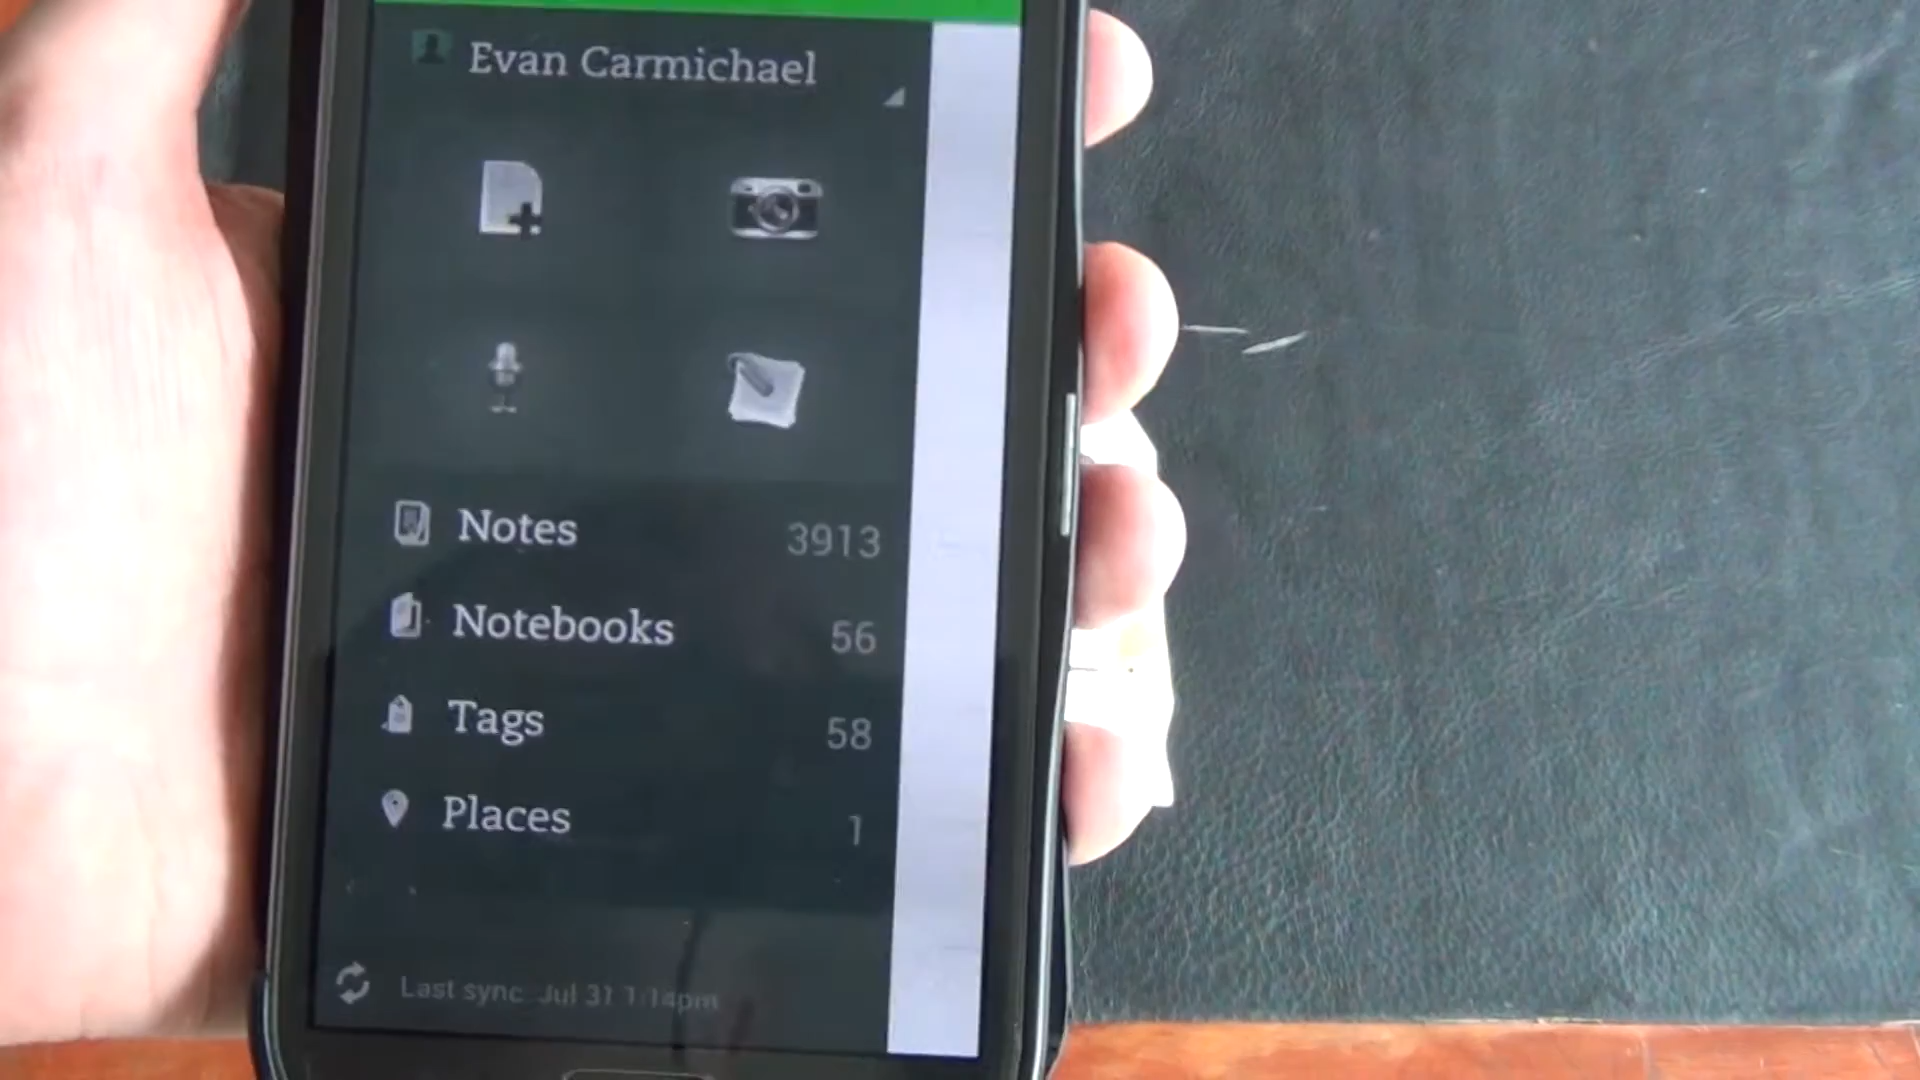 Evan Carmichael
Notes 3913
Notebooks 56
Tags 58
Places 1
Last sync: Jul 31 1:14pm